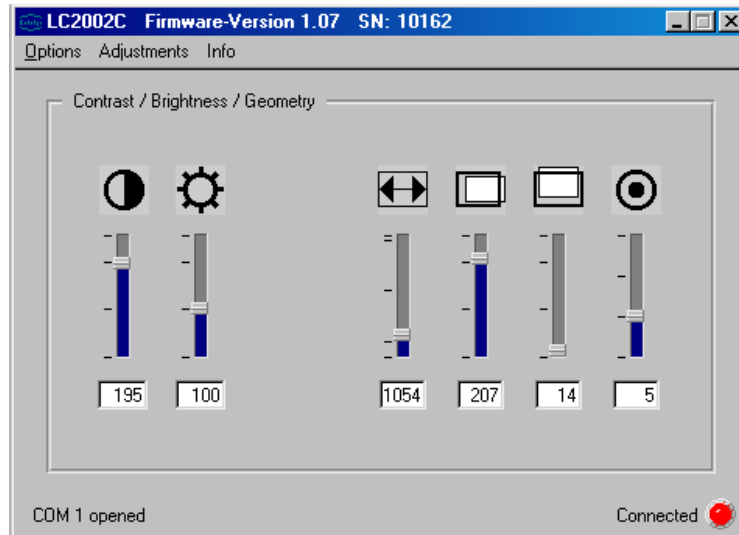 LC2002C Firmware-Version 1.07 SN: 10162
Options Adjustments Info
Contrast / Brightness / Geometry
195 100 1054 207 14 5
COM 1 opened Connected